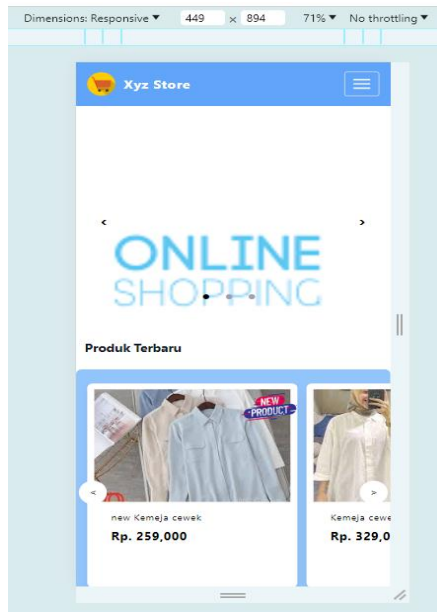 Dimensions: Responsive ▼ 449 × 894 71% ▼ No throttling ▼
Xyz Store
‹ ›
ONLINE
SHOPPING
Produk Terbaru
NEW
PRODUCT
< >
new Kemeja cewek Kemeja cewe
Rp. 259,000 Rp. 329,0